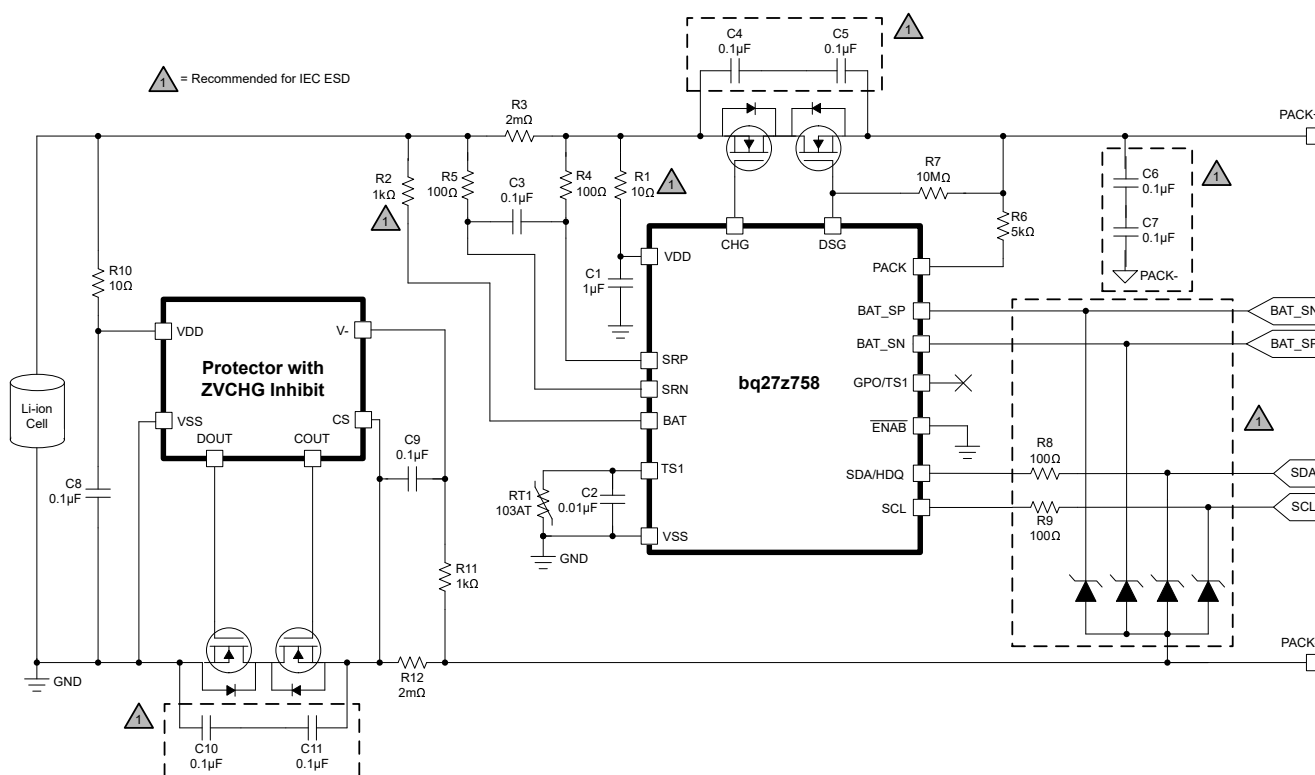 C4
0.1µF
C5
0.1µF
1
1 = Recommended for IEC ESD
R3
2mΩ
PACK+
R2
1kΩ
R5
100Ω
C3
0.1µF
R4
100Ω
R1
10Ω
1
R7
10MΩ
C6
0.1µF
1
1
R6
5kΩ
C7
0.1µF
CHG
DSG
VDD
PACK
PACK-
R10
10Ω
C1
1µF
BAT_SP
BAT_SN
VDD
V-
BAT_SN
BAT_SP
Protector with
ZVCHG Inhibit
SRP
bq27z758
GPO/TS1
SRN
Li-ion
Cell
VSS
CS
BAT
ENAB
1
DOUT
COUT
C9
0.1µF
R8
100Ω
TS1
SDA/HDQ
SDA
C8
0.1µF
RT1
103AT
C2
0.01µF
SCL
SCL
R9
100Ω
VSS
GND
R11
1kΩ
PACK
GND
R12
2mΩ
1
C10
0.1µF
C11
0.1µF